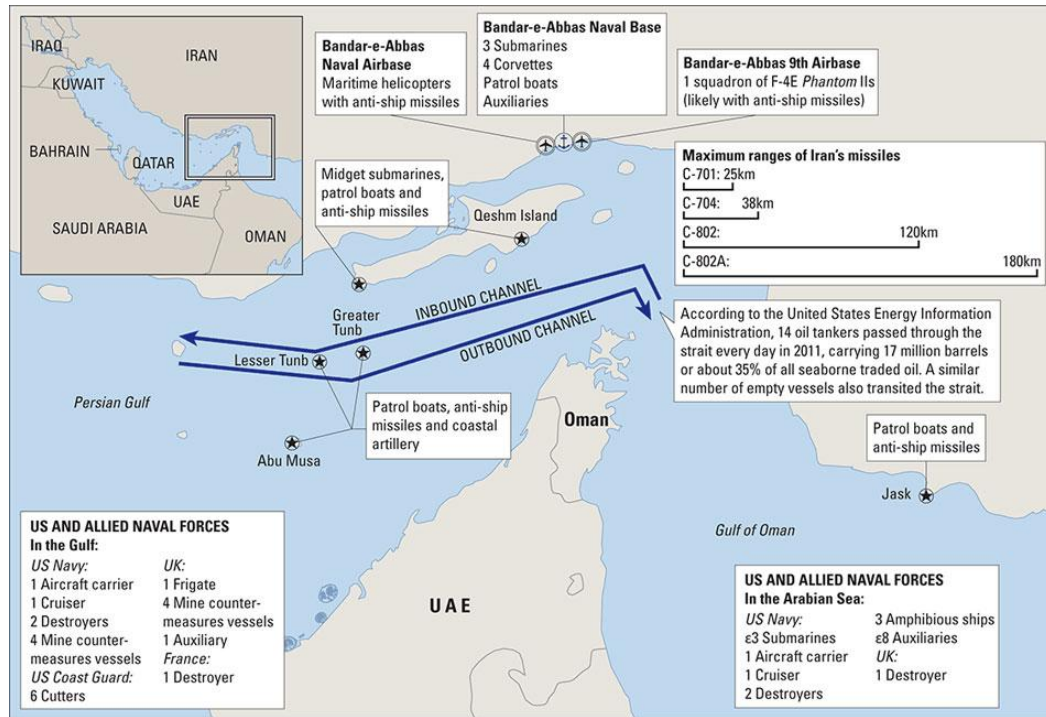 IRAQ
IRAN
KUWAIT
BAHRAIN
QATAR
UAE
SAUDI ARABIA
OMAN
Bandar-e-Abbas
Naval Airbase
Maritime helicopters
with anti-ship missiles
Bandar-e-Abbas Naval Base
3 Submarines
4 Corvettes
Patrol boats
Auxiliaries
Bandar-e-Abbas 9th Airbase
1 squadron of F-4E Phantom IIs
(likely with anti-ship missiles)
Maximum ranges of Iran's missiles
C-701: 25km
C-704: 38km
C-802: 120km
C-802A: 180km
Midget submarines,
patrol boats and
anti-ship missiles
Qeshm Island
INBOUND CHANNEL
OUTBOUND CHANNEL
Greater
Tunb
Lesser Tunb
According to the United States Energy Information
Administration, 14 oil tankers passed through the
strait every day in 2011, carrying 17 million barrels
or about 35% of all seaborne traded oil. A similar
number of empty vessels also transited the strait.
Persian Gulf
Patrol boats, anti-ship
missiles and coastal
artillery
Abu Musa
Oman
Patrol boats and
anti-ship missiles
Jask
Gulf of Oman
UAE
US AND ALLIED NAVAL FORCES
In the Gulf:
US Navy:
1 Aircraft carrier
1 Cruiser
2 Destroyers
4 Mine counter-
measures vessels
US Coast Guard:
6 Cutters
UK:
1 Frigate
4 Mine counter-
measures vessels
1 Auxiliary
France:
1 Destroyer
US AND ALLIED NAVAL FORCES
In the Arabian Sea:
US Navy:
ε3 Submarines
1 Aircraft carrier
1 Cruiser
2 Destroyers
3 Amphibious ships
ε8 Auxiliaries
UK:
1 Destroyer